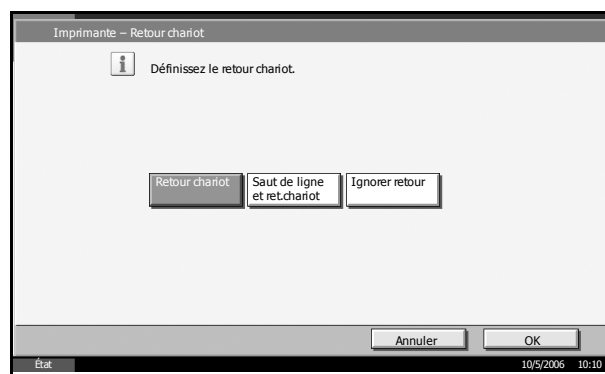 Imprimante – Retour chariot
Définissez le retour chariot.
Retour chariot
Saut de ligne
et ret.chariot
Ignorer retour
Annuler
OK
État
10/5/2006 10:10